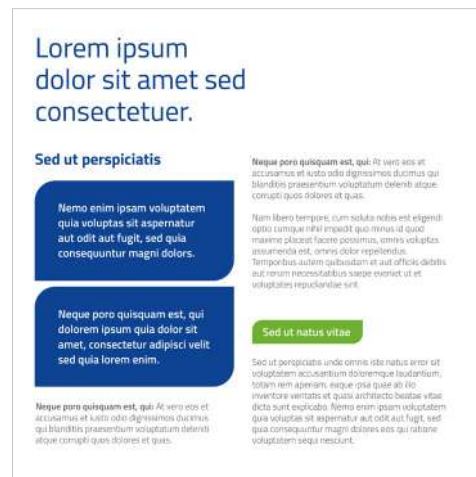 Lorem ipsum
dolor sit amet sed
consectetuer.
Sed ut perspiciatis
Nemo enim ipsam voluptatem
quia voluptas sit aspernatur
aut odit aut fugit, sed quia
consequuntur magni dolors.
Neque porro quisquam est, qui
dolorem ipsum quia dolor sit
amet, consectetur adipisci velit
sed quia lorem enim.
Neque poro quisquam est, qui: At vero eos et
accusamus et iusto odio dignissimos ducimus
qui blanditiis praesentium voluptatum deleniti
atque corrupti quos dolores et quas.
Neque poro quisquam est, qui: At vero eos et
accusamus et iusto odio dignissimos ducimus qui
blanditiis praesentium voluptatum deleniti atque
corrupti quos dolores et quas.
Nam libero tempore, cum soluta nobis est eligendi
optio cumque nihil impedit quo minus id quod
maxime placeat facere possimus, omnis voluptas
assumenda est, omnis dolor repellendus.
Temporibus autem quibusdam et aut officiis debitis
aut rerum necessitatibus saepe eveniet ut et
voluptates repudiandae sint.
Sed ut natus vitae
Sed ut perspiciatis unde omnis iste natus error sit
voluptatem accusantium doloremque laudantium,
totam rem aperiam, eaque ipsa quae ab illo
inventore veritatis et quasi architecto beatae vitae
dicta sunt explicabo. Nemo enim ipsam voluptatem
quia voluptas sit aspernatur aut odit aut fugit, sed
quia consequuntur magni dolores eos qui ratione
voluptatem sequi nesciunt.